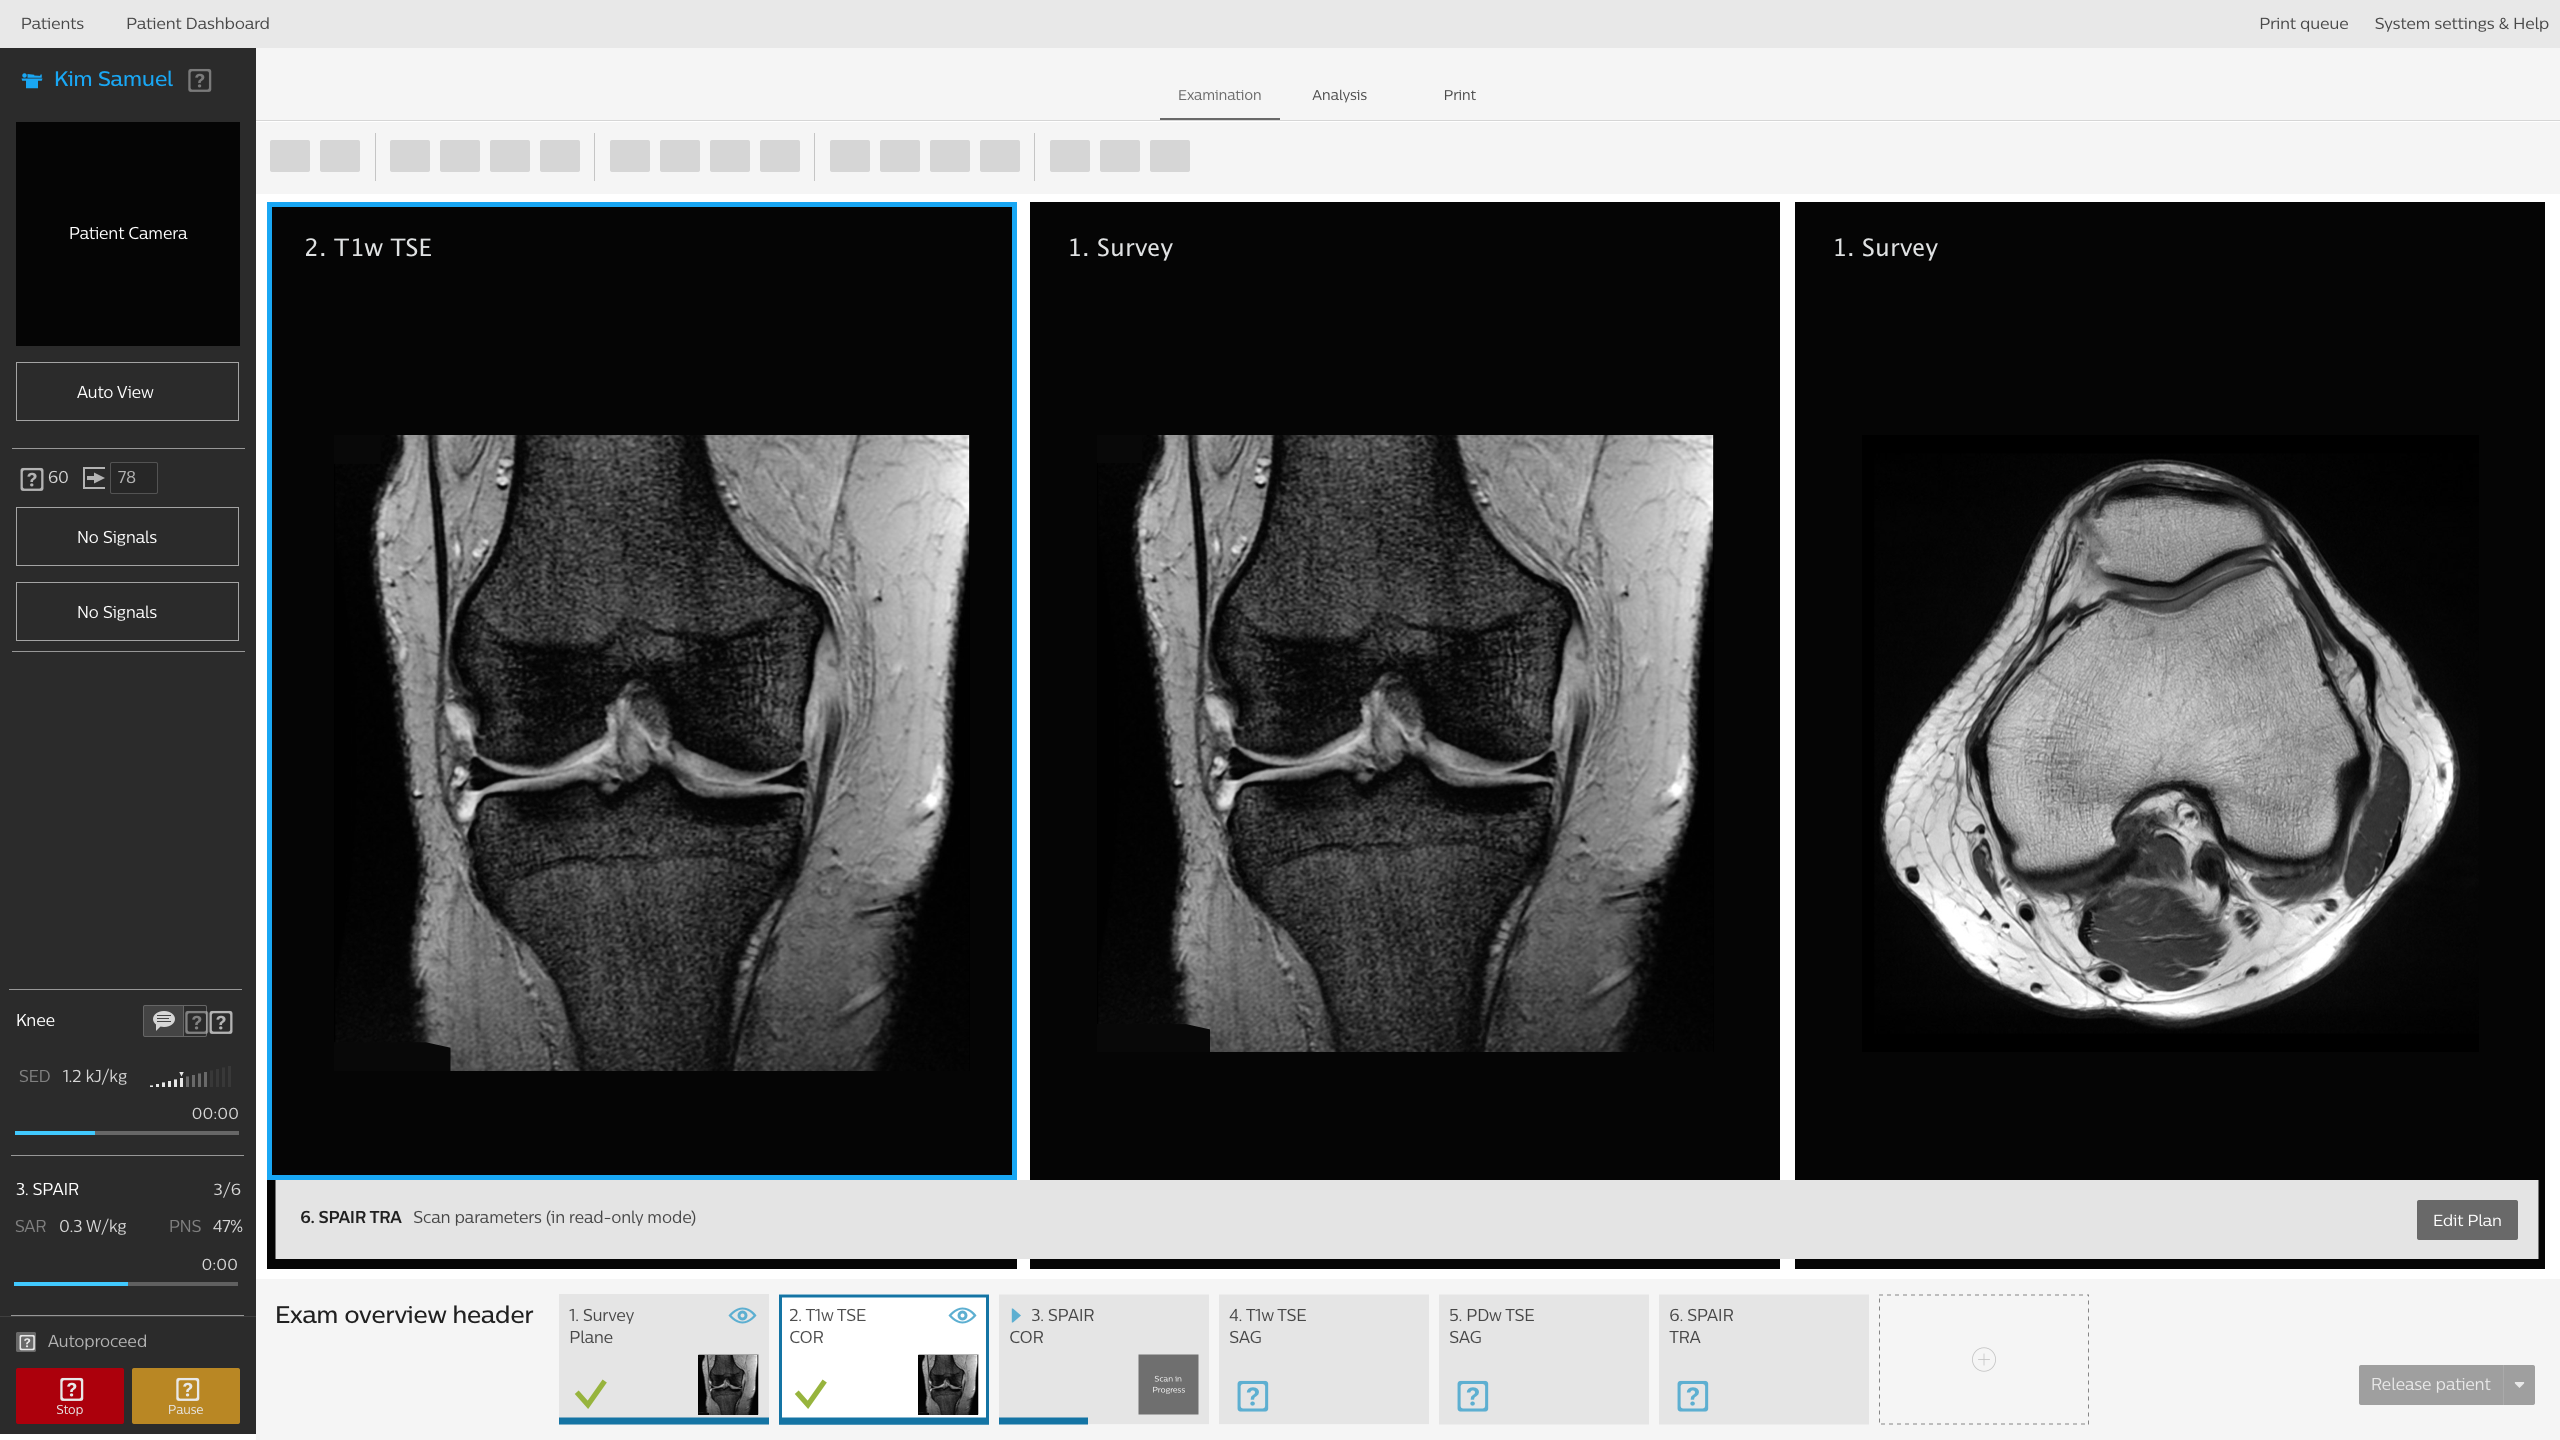 Patients
Patient Dashboard
Print queue
System settings & Help
Kim Samuel
Examination
Analysis
Print
Patient Camera
Auto View
60
78
No Signals
No Signals
2. T1w TSE
1. Survey
1. Survey
Knee
SED 1.2 kJ/kg
00:00
3. SPAIR 3/6
SAR 0.3 W/kg PNS 47%
0:00
Autoproceed
Stop
Pause
6. SPAIR TRA Scan parameters (in read-only mode)
Edit Plan
Exam overview header
1. Survey
Plane
2. T1w TSE
COR
3. SPAIR
COR
Scan in
Progress
4. T1w TSE
SAG
5. PDw TSE
SAG
6. SPAIR
TRA
Release patient